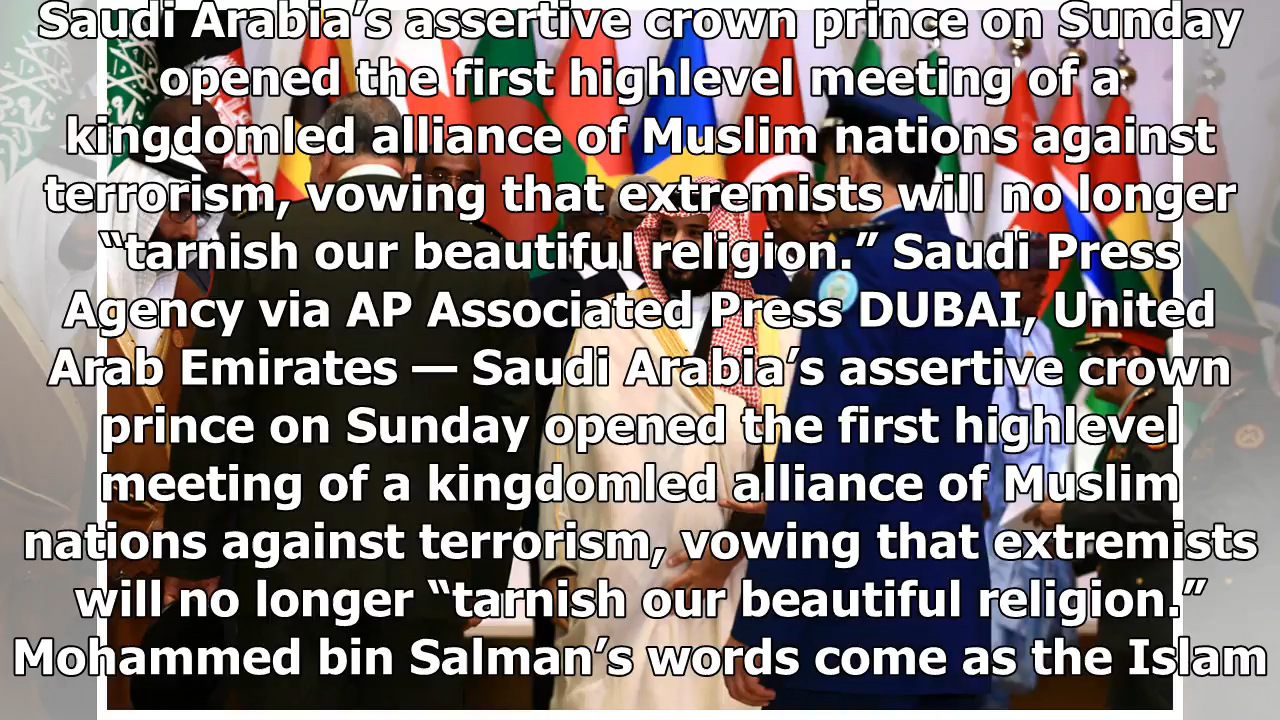 Saudi Arabia’s assertive crown prince on Sunday
opened the first highlevel meeting of a
kingdomled alliance of Muslim nations against
terrorism, vowing that extremists will no longer
“tarnish our beautiful religion.” Saudi Press
Agency via AP Associated Press DUBAI, United
Arab Emirates — Saudi Arabia’s assertive crown
prince on Sunday opened the first highlevel
meeting of a kingdomled alliance of Muslim
nations against terrorism, vowing that extremists
will no longer “tarnish our beautiful religion.”
Mohammed bin Salman’s words come as the Islam